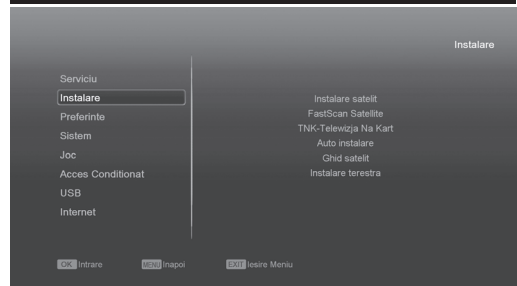 Instalare
Serviciu
Instalare
Preferinte
Sistem
Joc
Acces Conditionat
USB
Internet
Instalare satelit
FastScan Satellite
TNK-Telewizja Na Kart
Auto instalare
Ghid satelit
Instalare terestra
OK Intrare MENU Inapoi EXIT Iesire Meniu